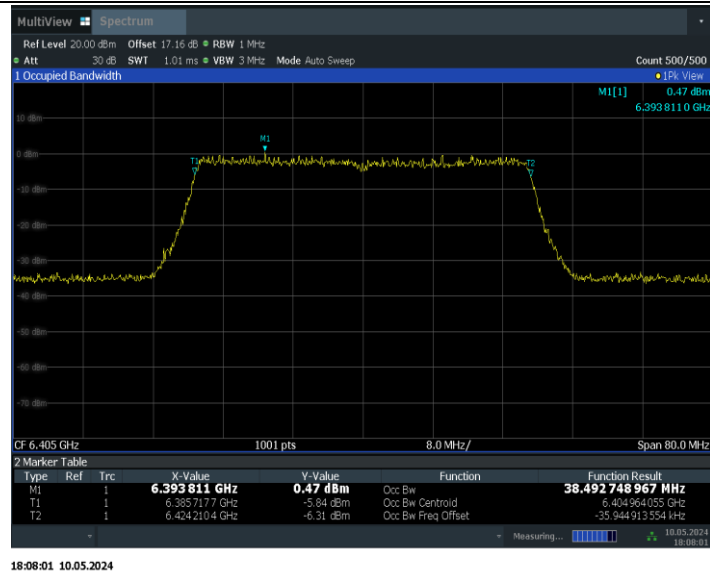 MultiView Spectrum
Ref Level 20.00 dBm Offset 17.16 dB RBW 1 MHz
Att 30 dB SWT 1.01 ms VBW 3 MHz Mode Auto Sweep Count 500/500
1 Occupied Bandwidth 1Pk View
M1[1] 0.47 dBm
6.3938110 GHz
10 dBm
M1
0 dBm
T1 T2
-10 dBm
-20 dBm
-30 dBm
-40 dBm
-50 dBm
-60 dBm
-70 dBm
CF 6.405 GHz 1001 pts 8.0 MHz/ Span 80.0 MHz
2 Marker Table
Type Ref Trc X-Value Y-Value Function Function Result
M1 1 6.393811 GHz 0.47 dBm Occ Bw 38.492748967 MHz
T1 1 6.3857177 GHz -5.84 dBm Occ Bw Centroid 6.404964055 GHz
T2 1 6.4242104 GHz -6.31 dBm Occ Bw Freq Offset -35.944913554 kHz
Measuring... 10.05.2024
18:08:01
18:08:01 10.05.2024